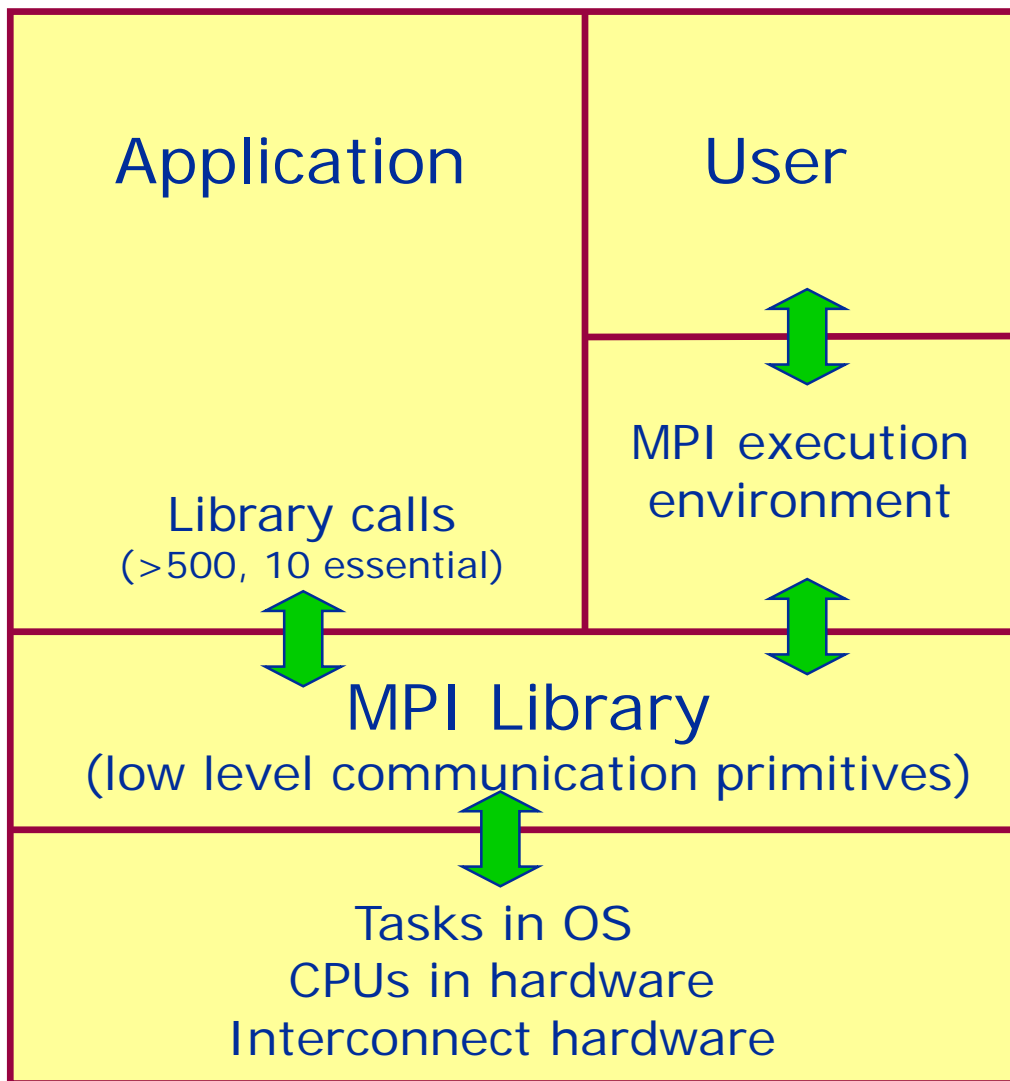 Application
User
MPI execution
environment
Library calls
(>500, 10 essential)
MPI Library
(low level communication primitives)
Tasks in OS
CPUs in hardware
Interconnect hardware